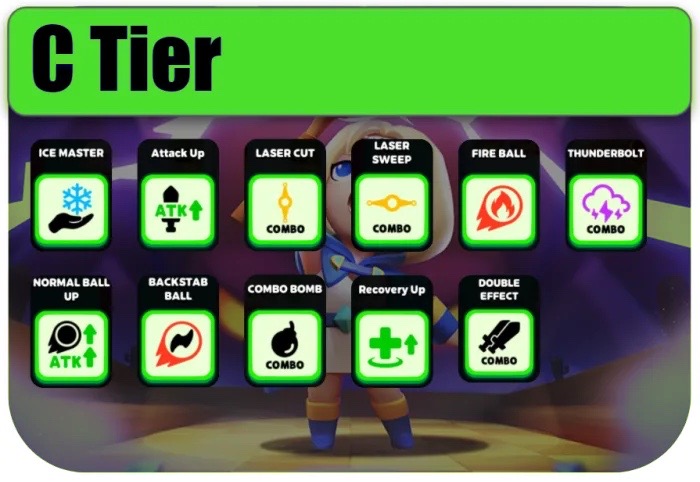 C Tier
ICE MASTER
Attack Up
LASER CUT
LASER
SWEEP
FIRE BALL
THUNDERBOLT
ATK
COMBO
COMBO
COMBO
NORMAL BALL
UP
BACKSTAB
BALL
COMBO BOMB
Recovery Up
DOUBLE
EFFECT
ATK
COMBO
COMBO